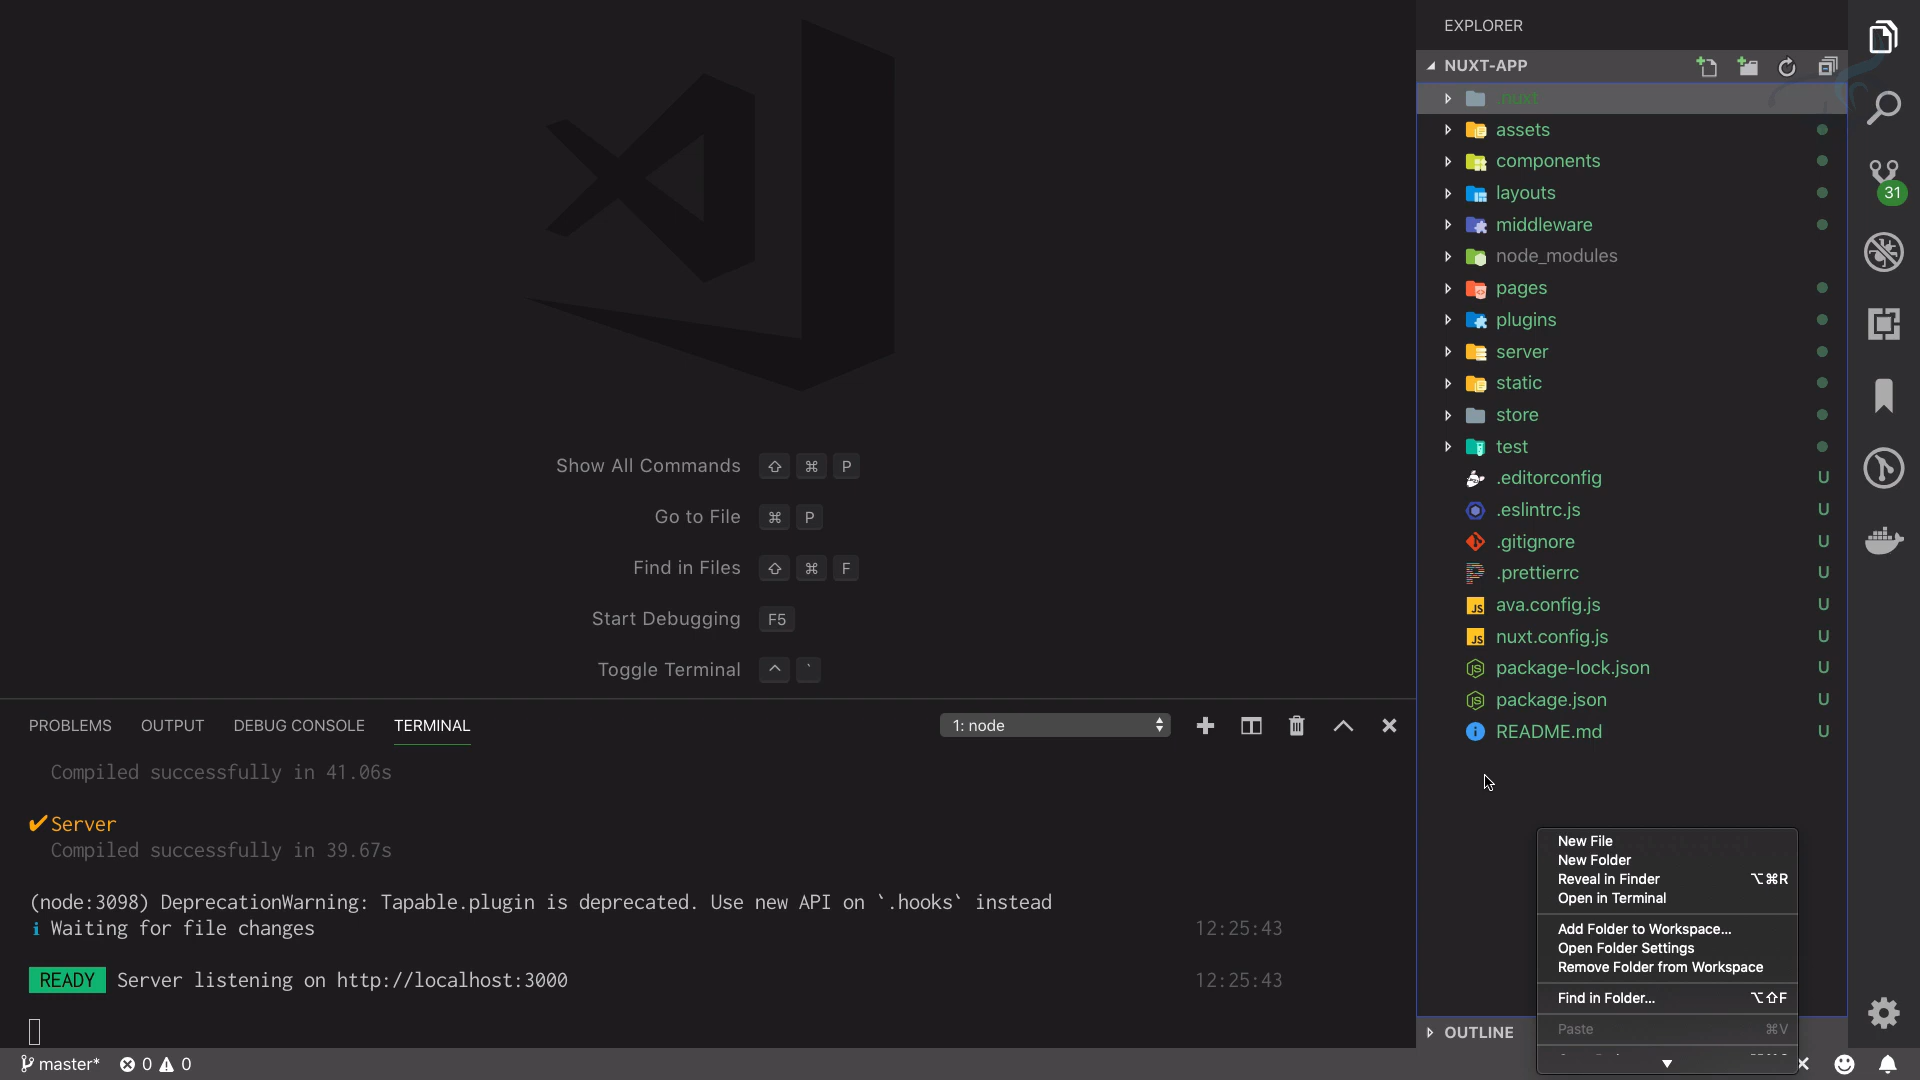 EXPLORER
NUXT-APP
.nuxt
assets
components
layouts
middleware
node_modules
pages
plugins
server
static
store
test
.editorconfig U
.eslintrc.js U
.gitignore U
.prettierrc U
ava.config.js U
nuxt.config.js U
package-lock.json U
package.json U
README.md U
31
Show All Commands ⇧ ⌘ P
Go to File ⌘ P
Find in Files ⇧ ⌘ F
Start Debugging F5
Toggle Terminal ^ `
PROBLEMS OUTPUT DEBUG CONSOLE TERMINAL 1: node
Compiled successfully in 41.06s
✔ Server
Compiled successfully in 39.67s
(node:3098) DeprecationWarning: Tapable.plugin is deprecated. Use new API on `.hooks` instead
ℹ Waiting for file changes 12:25:43
READY Server listening on http://localhost:3000 12:25:43
New File
New Folder
Reveal in Finder ⌥⌘R
Open in Terminal
Add Folder to Workspace...
Open Folder Settings
Remove Folder from Workspace
Find in Folder... ⌥⇧F
Paste ⌘V
OUTLINE
master* 0 0